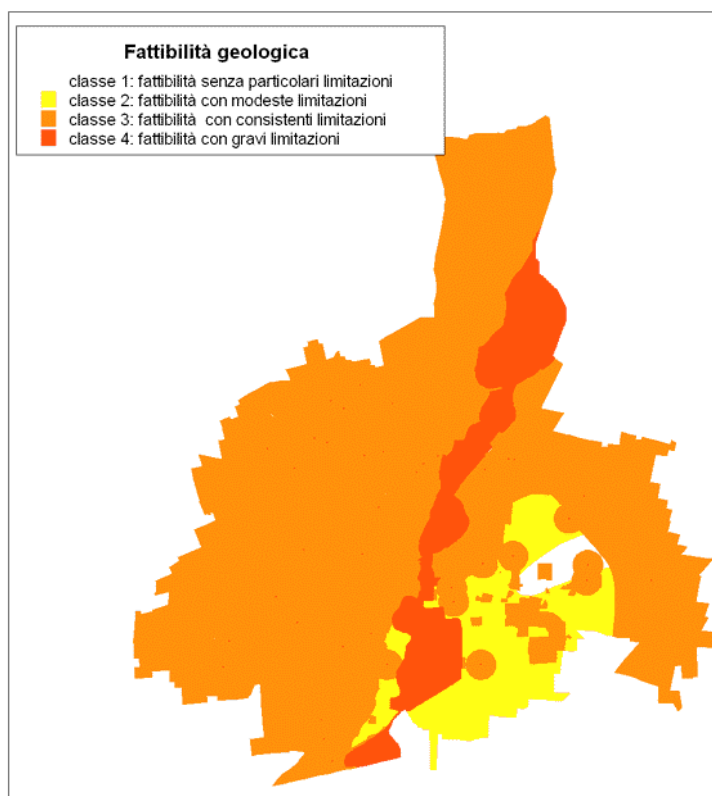 Fattibilità geologica
classe 1: fattibilità senza particolari limitazioni
classe 2: fattibilità con modeste limitazioni
classe 3: fattibilità con consistenti limitazioni
classe 4: fattibilità con gravi limitazioni